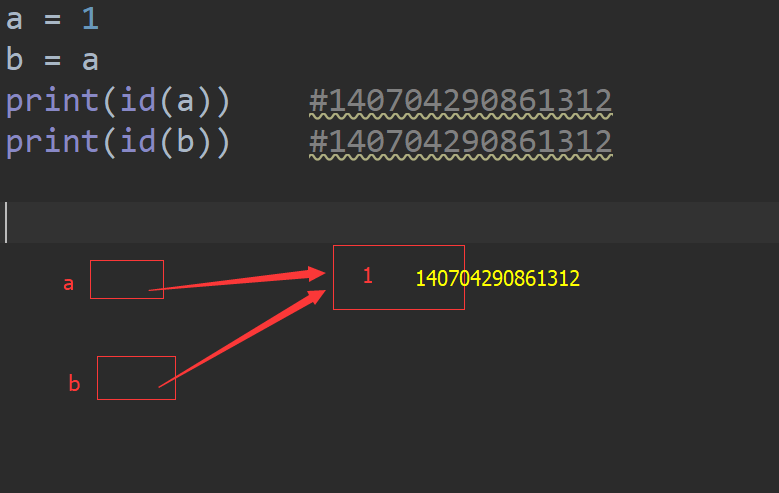 a = 1
b = a
print(id(a))    #140704290861312
print(id(b))    #140704290861312
a    1    140704290861312
b